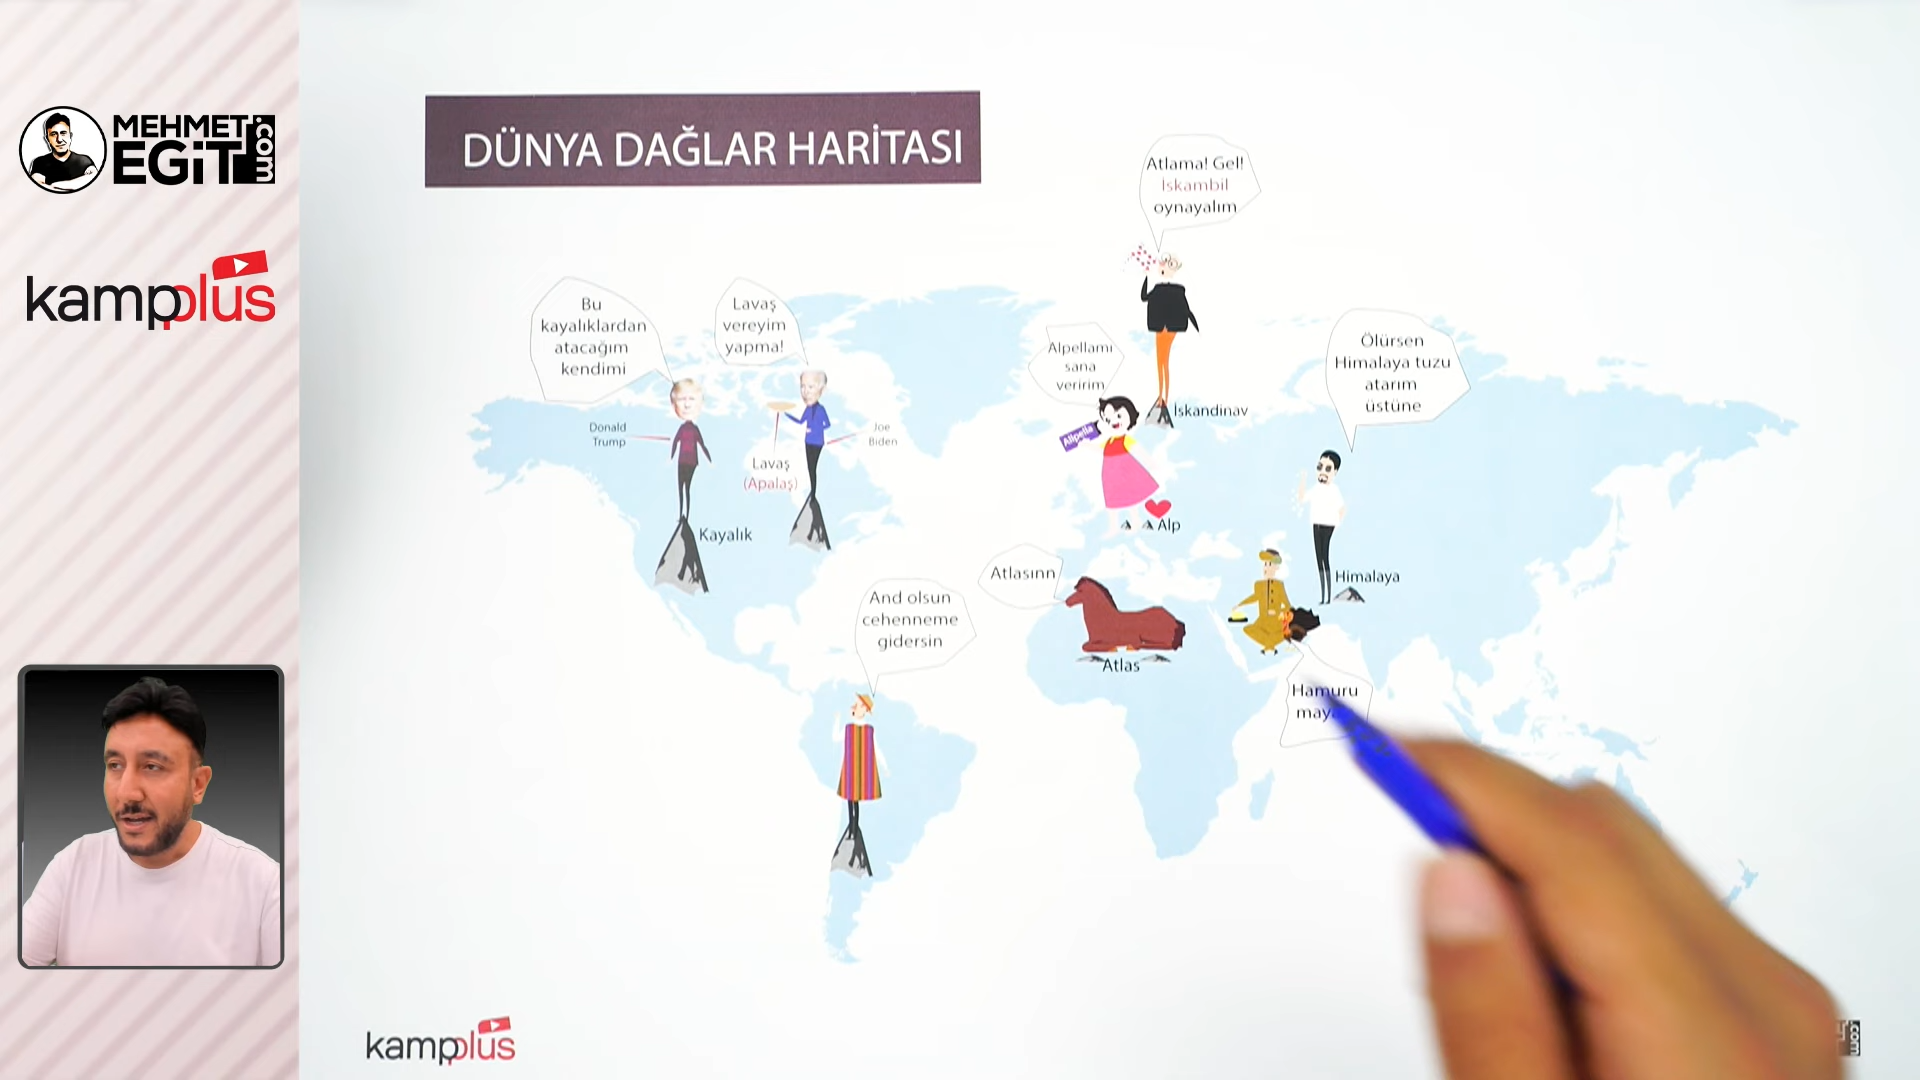 MEHMET
EGİT
.com
kampplus
DÜNYA DAĞLAR HARİTASI
Atlama! Gel!
İskambil
oynayalım
Bu
kayalıklardan
atacağım
kendimi
Lavaş
vereyim
yapma!
Alpellamı
sana
veririm
Ölürsen
Himalaya tuzu
atarım
üstüne
İskandinav
Donald
Trump
Joe
Biden
Alpella
Lavaş
(Apalaş)
Kayalık
Alp
Atlasınn
Himalaya
And olsun
cehenneme
gidersin
Atlas
Hamuru
kampplus
.com